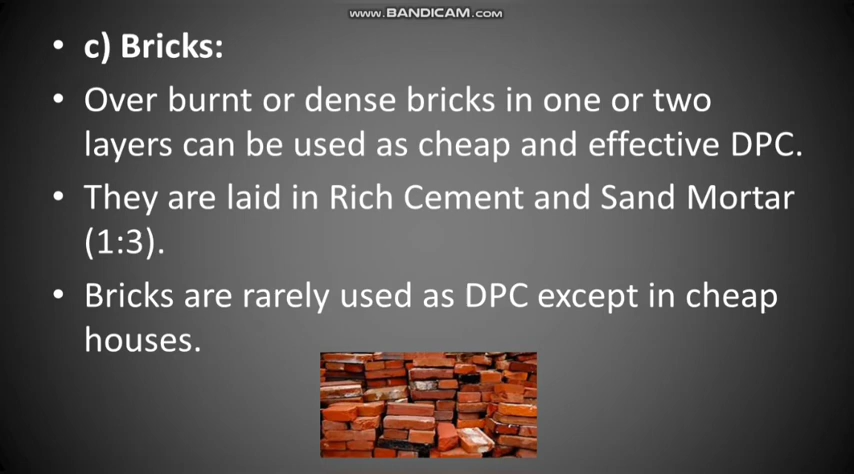 www.BANDICAM.com
• c) Bricks:
• Over burnt or dense bricks in one or two
layers can be used as cheap and effective DPC.
• They are laid in Rich Cement and Sand Mortar
(1:3).
• Bricks are rarely used as DPC except in cheap
houses.